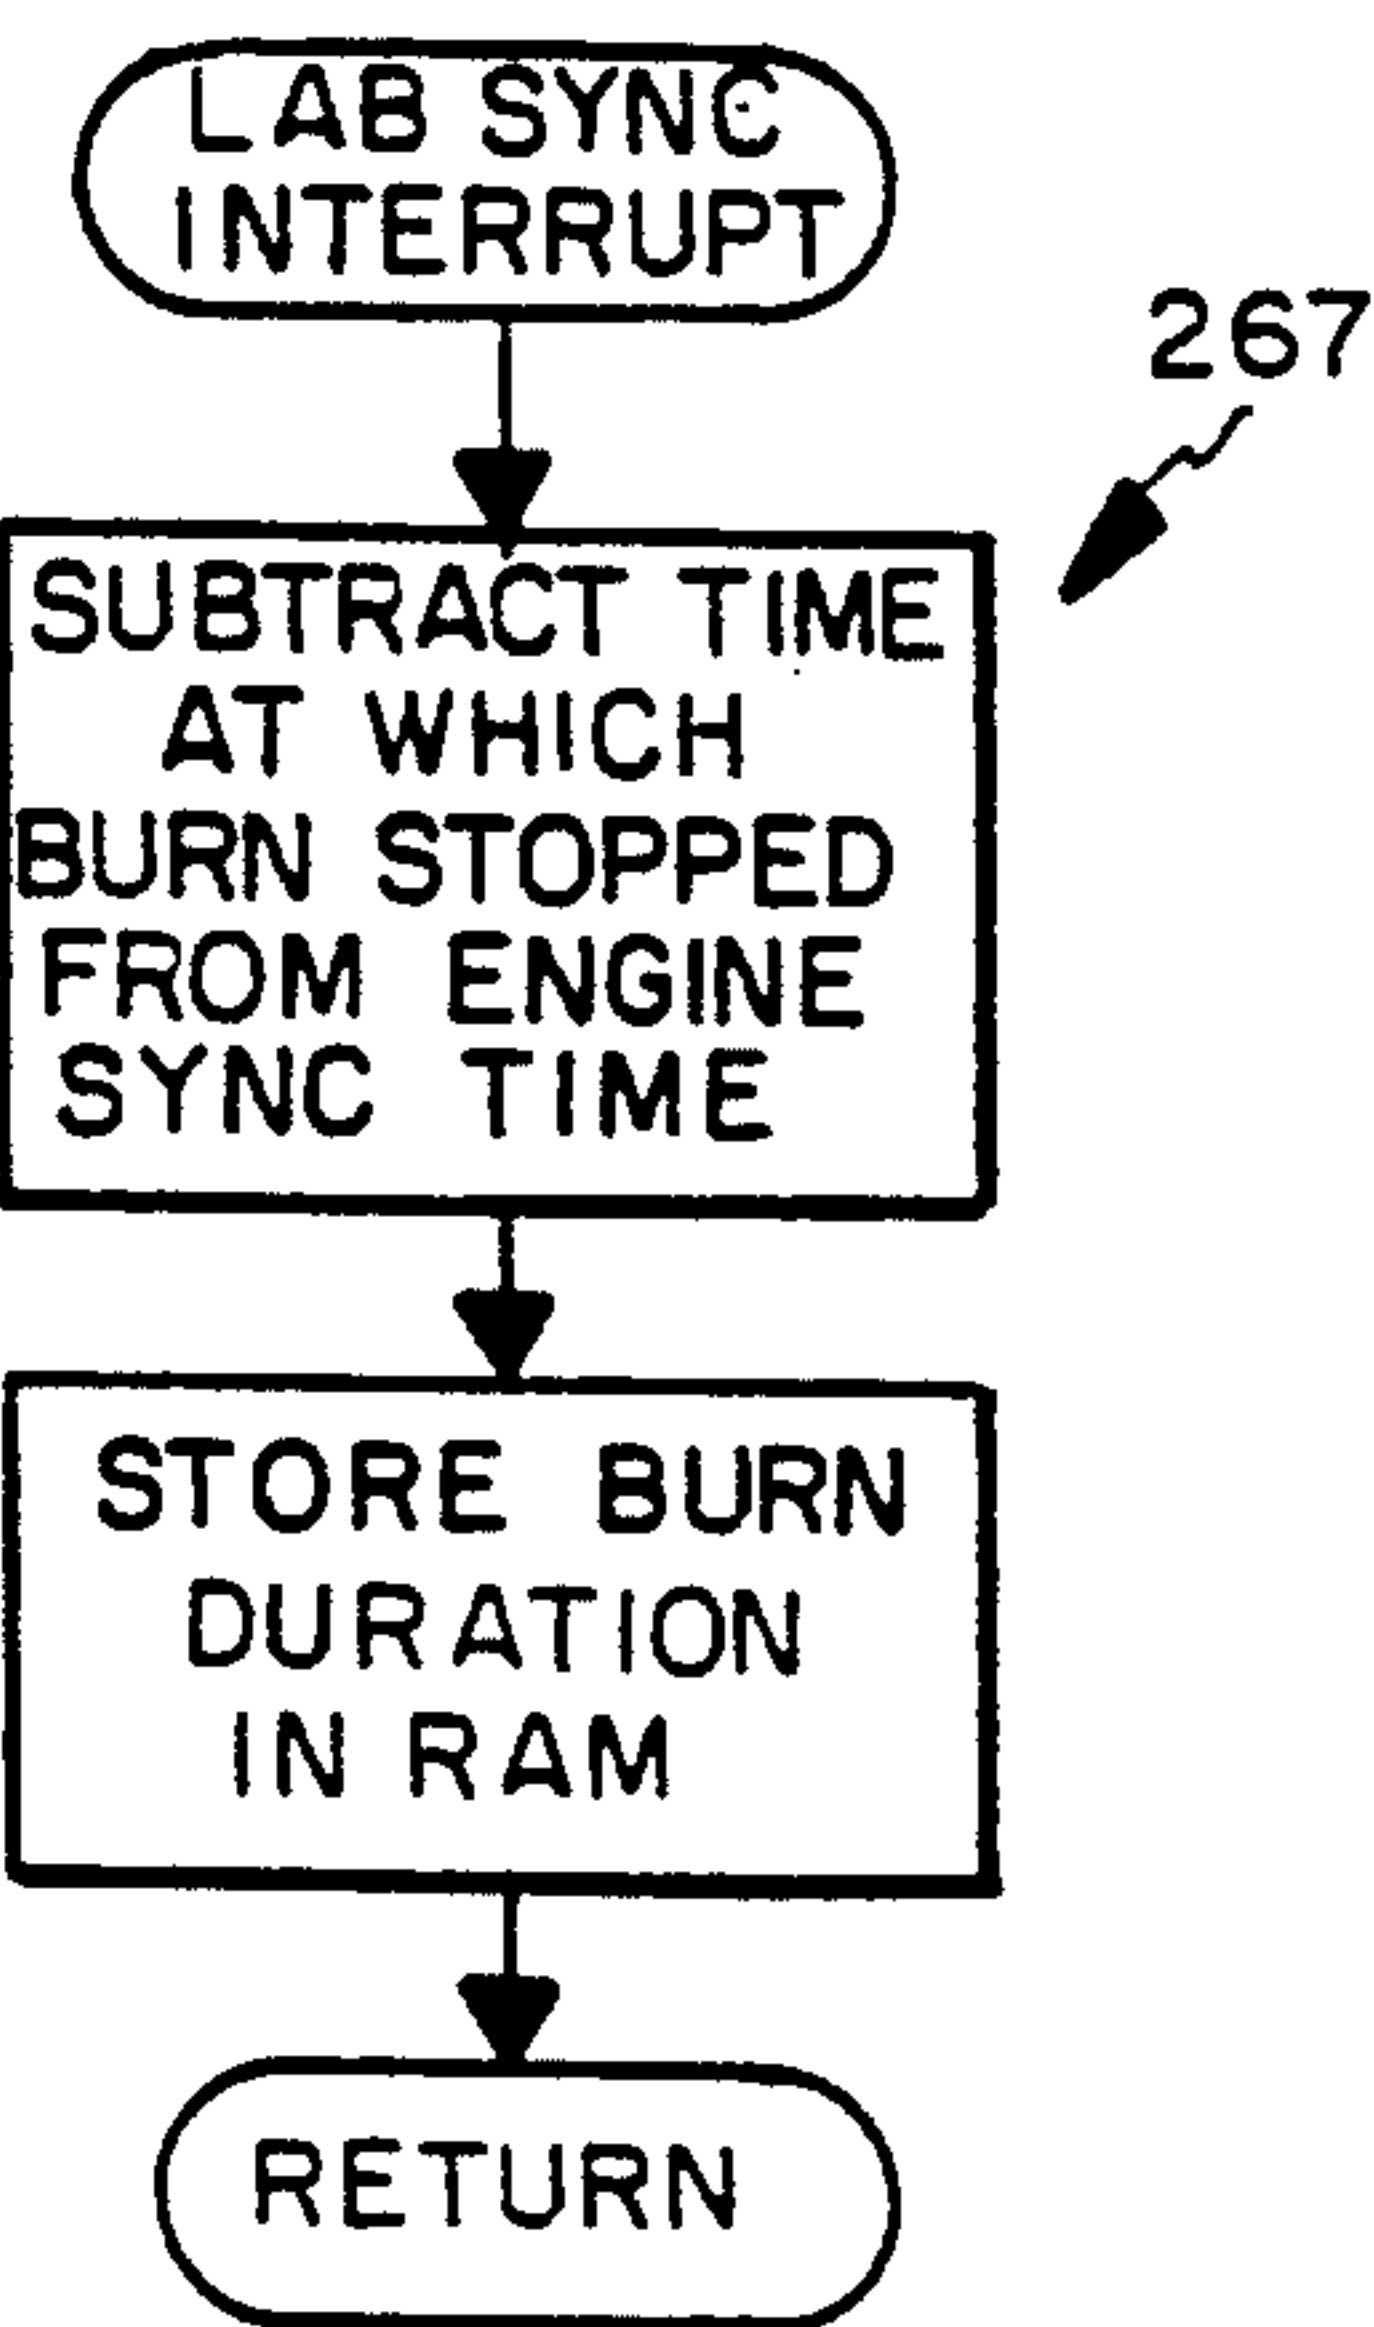 LAB SYNC
INTERRUPT
267
SUBTRACT TIME
AT WHICH
BURN STOPPED
FROM ENGINE
SYNC TIME
STORE BURN
DURATION
IN RAM
RETURN